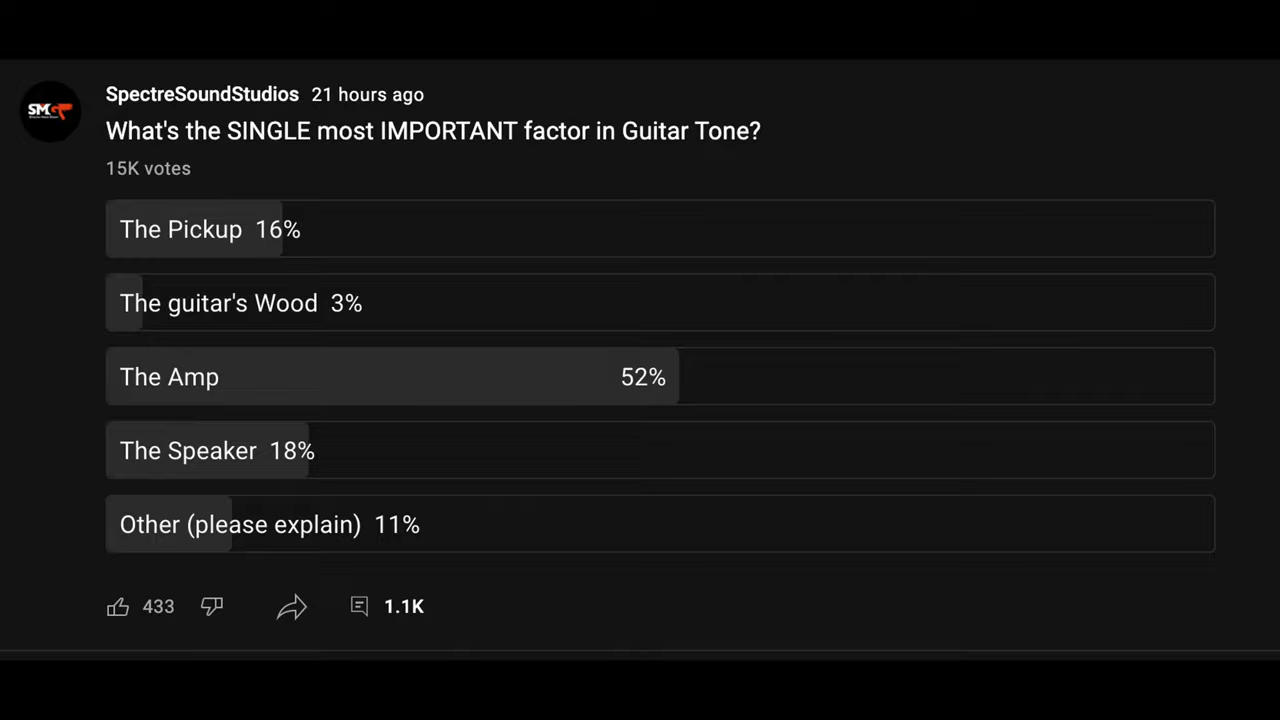 SMG
SpectreSoundStudios 21 hours ago
What's the SINGLE most IMPORTANT factor in Guitar Tone?
15K votes
The Pickup 16%
The guitar's Wood 3%
The Amp 52%
The Speaker 18%
Other (please explain) 11%
433 1.1K